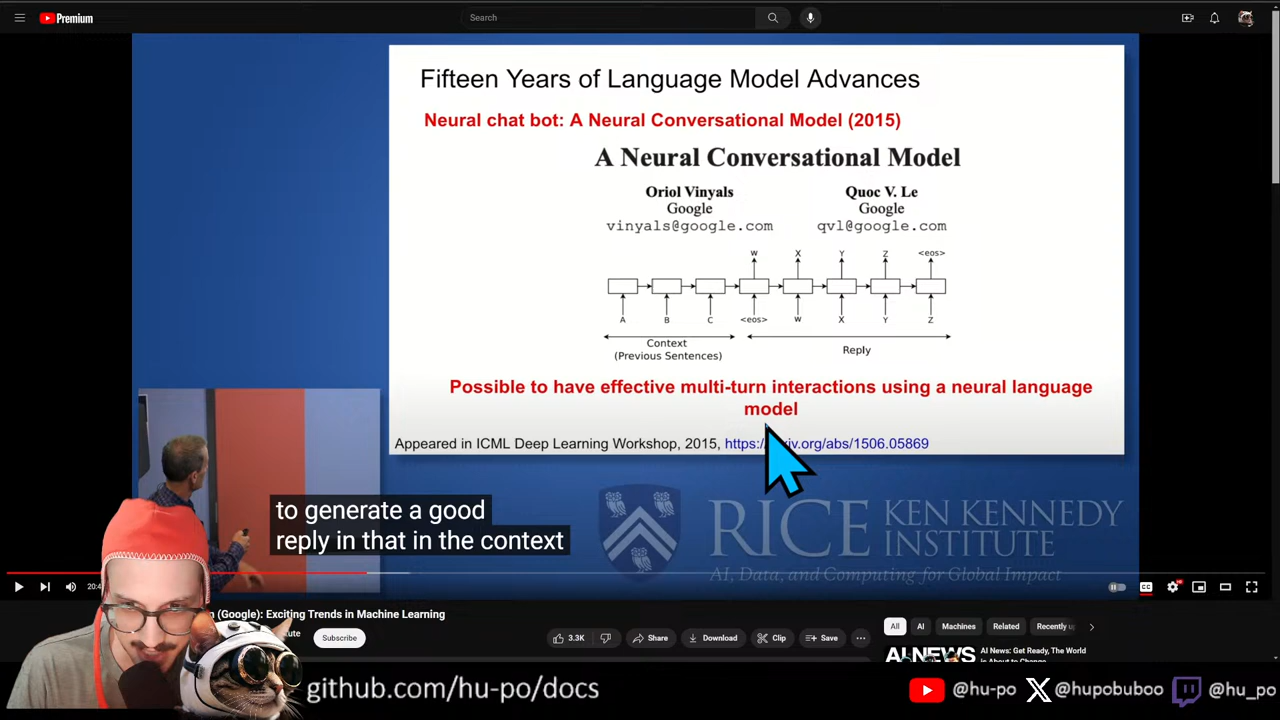 Premium
Search
Fifteen Years of Language Model Advances
Neural chat bot: A Neural Conversational Model (2015)
A Neural Conversational Model
Oriol Vinyals
Quoc V. Le
Google
Google
vinyals@google.com
qvl@google.com
W X Y Z <eos>
A B C <eos> W X Y Z
Context
(Previous Sentences)
Reply
Possible to have effective multi-turn interactions using a neural language
model
Appeared in ICML Deep Learning Workshop, 2015, https:/ iv.org/abs/1506.05869
to generate a good
reply in that in the context
RICE KEN KENNEDY
INSTITUTE
AI, Data, and Computing for Global Impact
20:4
(Google): Exciting Trends in Machine Learning
Subscribe
3.3K
Share
Download
Clip
Save
All
AI
Machines
Related
Recently
AI NEWS
AI News: Get Ready, The World
github.com/hu-po/docs
@hu-po
@hupobuboo
@hu_po